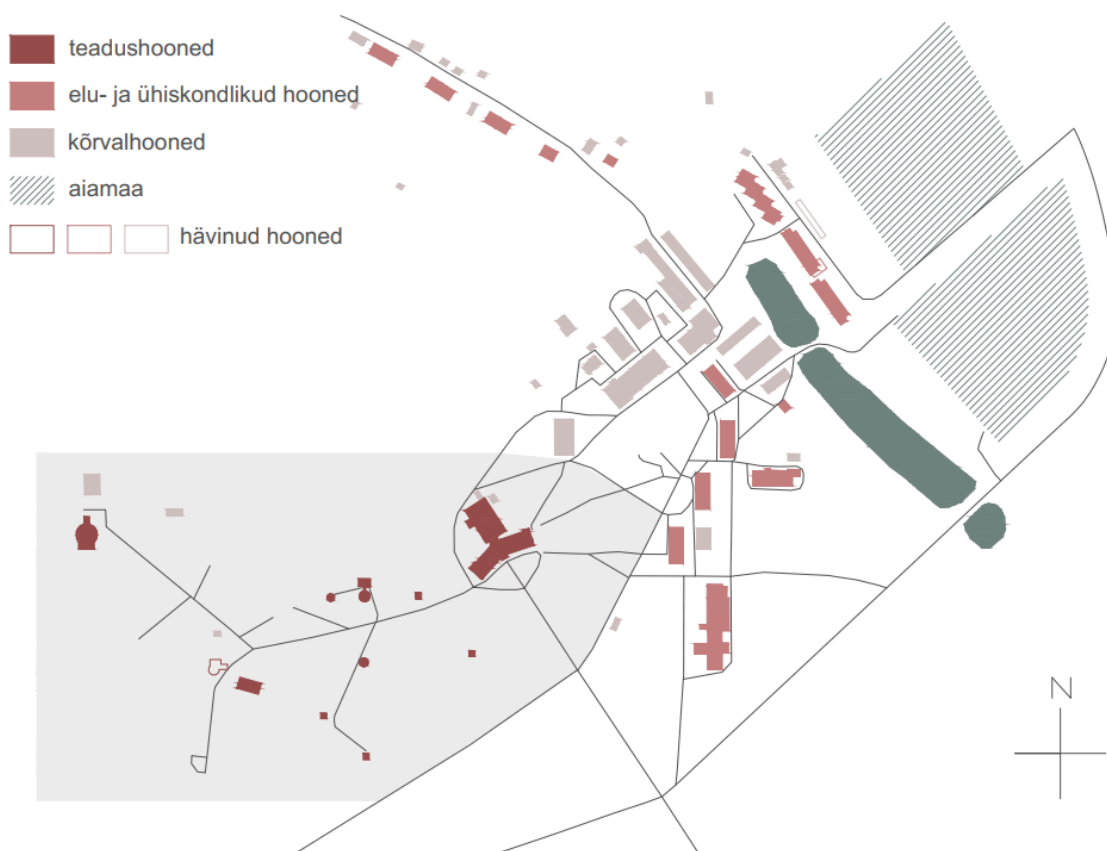 teadushooned
elu- ja ühiskondlikud hooned
kõrvalhooned
aiamaa
hävinud hooned
N